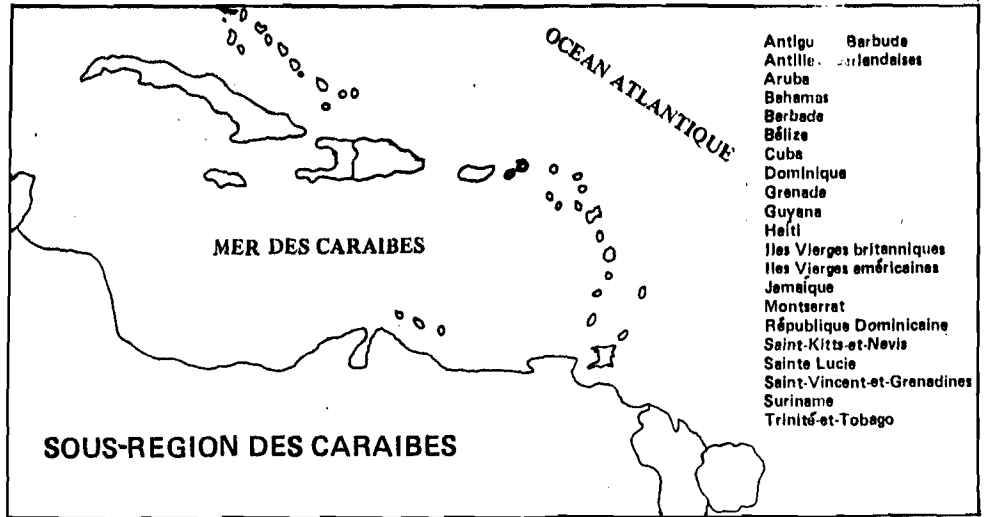 OCEAN ATLANTIQUE
MER DES CARAIBES
SOUS-REGION DES CARAIBES
Barbude
Aruba
Bahamas
Barbade
Bélize
Cuba
Dominique
Grenade
Guyana
Haïti
Iles Vierges britanniques
Iles Vierges américaines
Jamaïque
Montserrat
République Dominicaine
Saint-Kitts-et-Nevis
Sainte Lucie
Saint-Vincent-et-Grenadines
Suriname
Trinité-et-Tobago